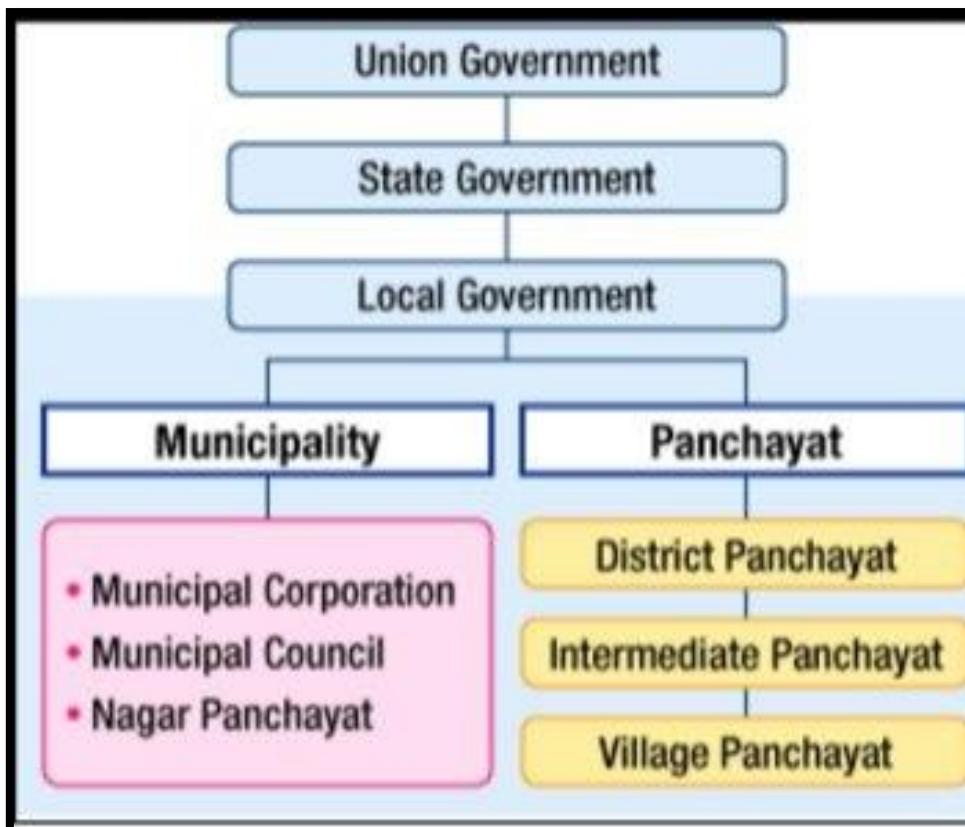 Union Government
State Government
Local Government
Municipality
• Municipal Corporation
• Municipal Council
• Nagar Panchayat
Panchayat
District Panchayat
Intermediate Panchayat
Village Panchayat